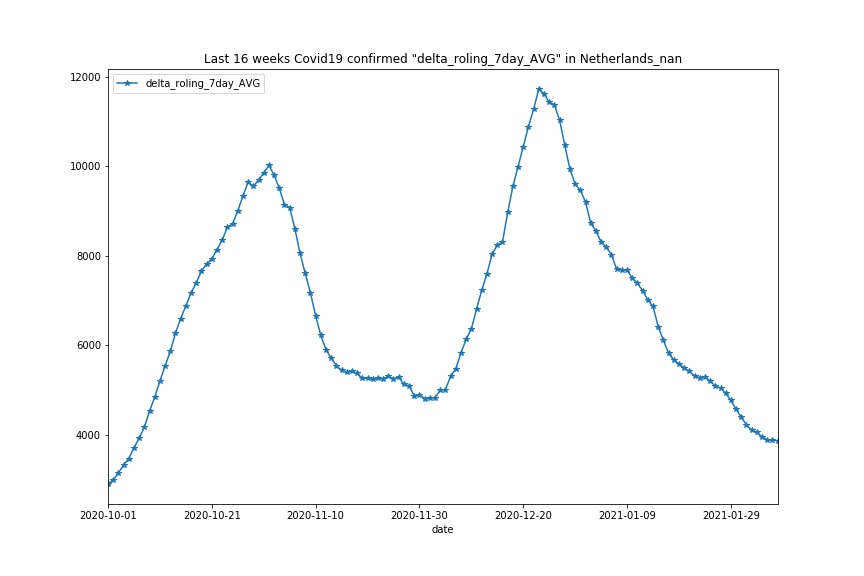 Last 16 weeks Covid19 confirmed "delta_roling_7day_AVG" in Netherlands_nan
delta_roling_7day_AVG
12000
10000
8000
6000
4000
2020-10-01 2020-10-21 2020-11-10 2020-11-30 2020-12-20 2021-01-09 2021-01-29
date